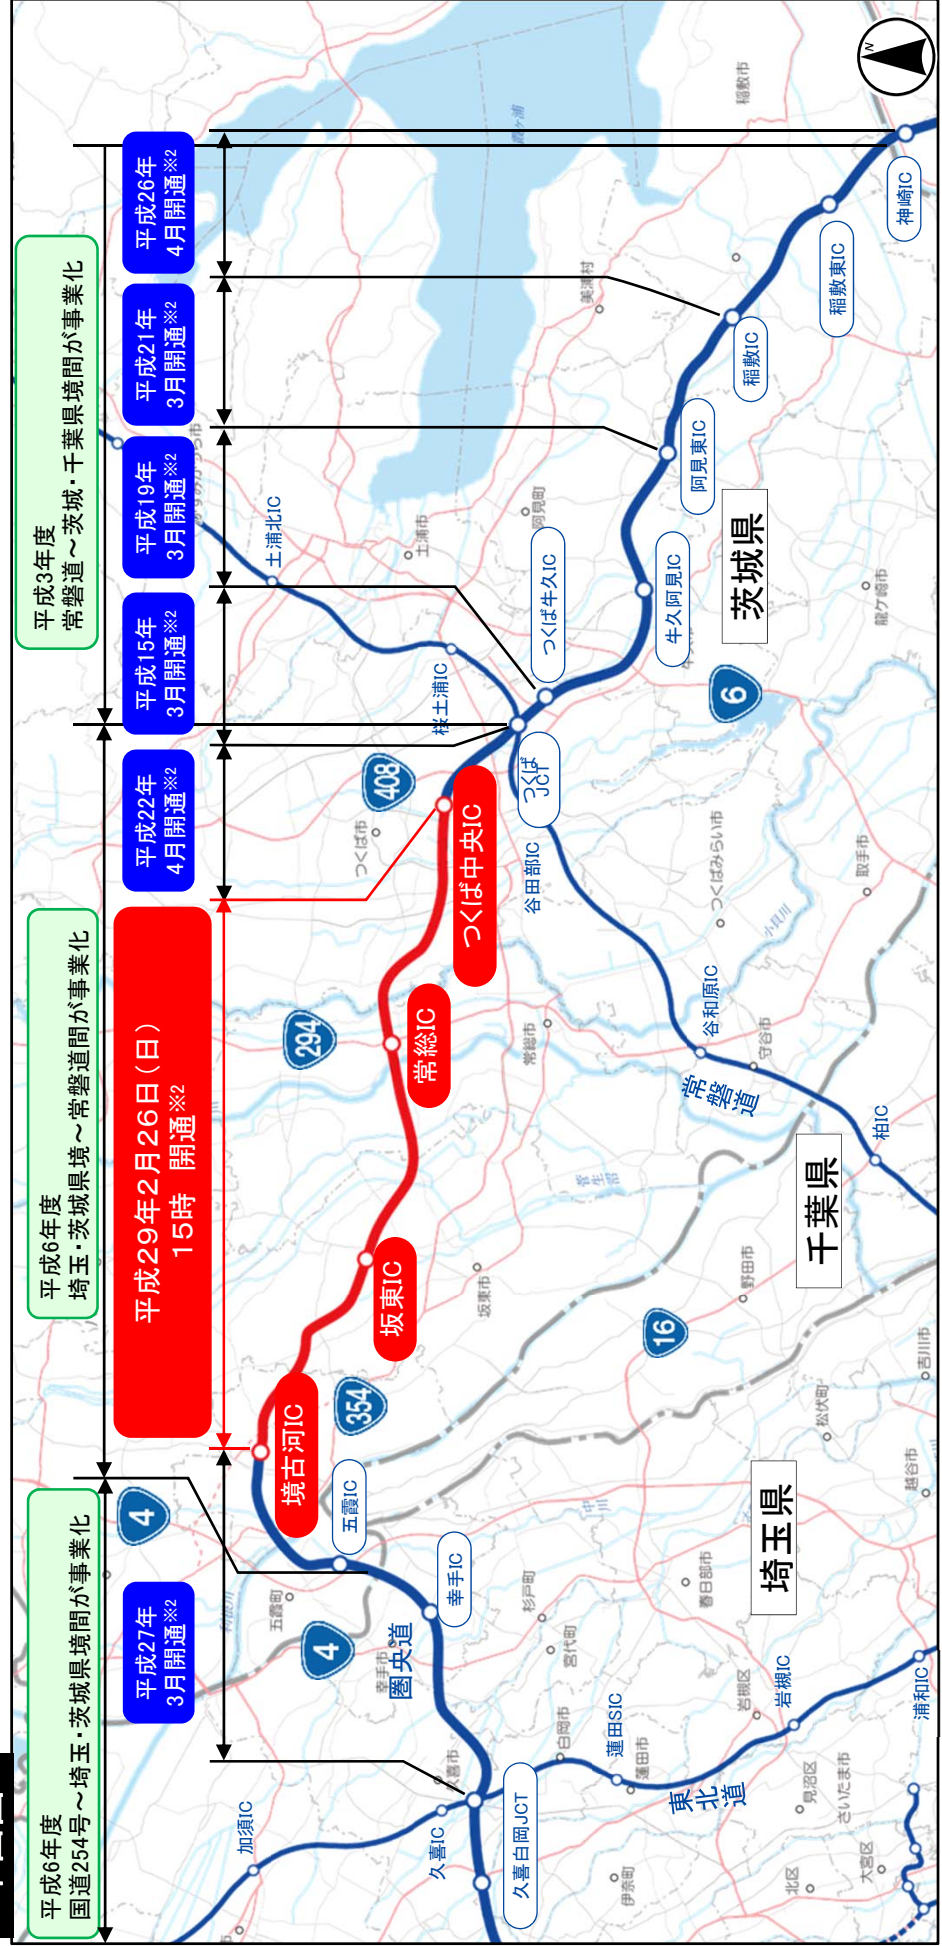 平成6年度
国道254号～埼玉・茨城県境間が事業化
平成6年度
埼玉・茨城県境～常磐道間が事業化
平成3年度
常磐道～茨城・千葉県境間が事業化
平成27年
3月開通※2
平成29年2月26日(日)
15時 開通※2
平成22年
4月開通※2
平成15年
3月開通※2
平成19年
3月開通※2
平成21年
3月開通※2
平成26年
4月開通※2
4
4
354
294
408
16
6
N
加須IC
久喜IC
久喜白岡JCT
幸手IC
五霞IC
境古河IC
坂東IC
常総IC
つくば中央IC
つくば
JCT
つくば牛久IC
牛久阿見IC
阿見東IC
稲敷IC
稲敷東IC
神崎IC
土浦北IC
桜土浦IC
谷田部IC
谷和原IC
柏IC
蓮田SIC
岩槻IC
浦和IC
圏央道
東北道
常磐道
埼玉県
千葉県
茨城県
五霞町
幸手市
久喜市
杉戸町
宮代町
白岡市
蓮田市
伊奈町
春日部市
岩槻区
見沼区
さいたま市
北区
大宮区
越谷市
松伏町
吉川市
野田市
坂東市
菅生沼
常総市
守谷市
つくば市
つくばみらい市
小貝川
取手市
龍ケ崎市
土浦市
阿見町
美浦村
稲敷市
霞ヶ浦